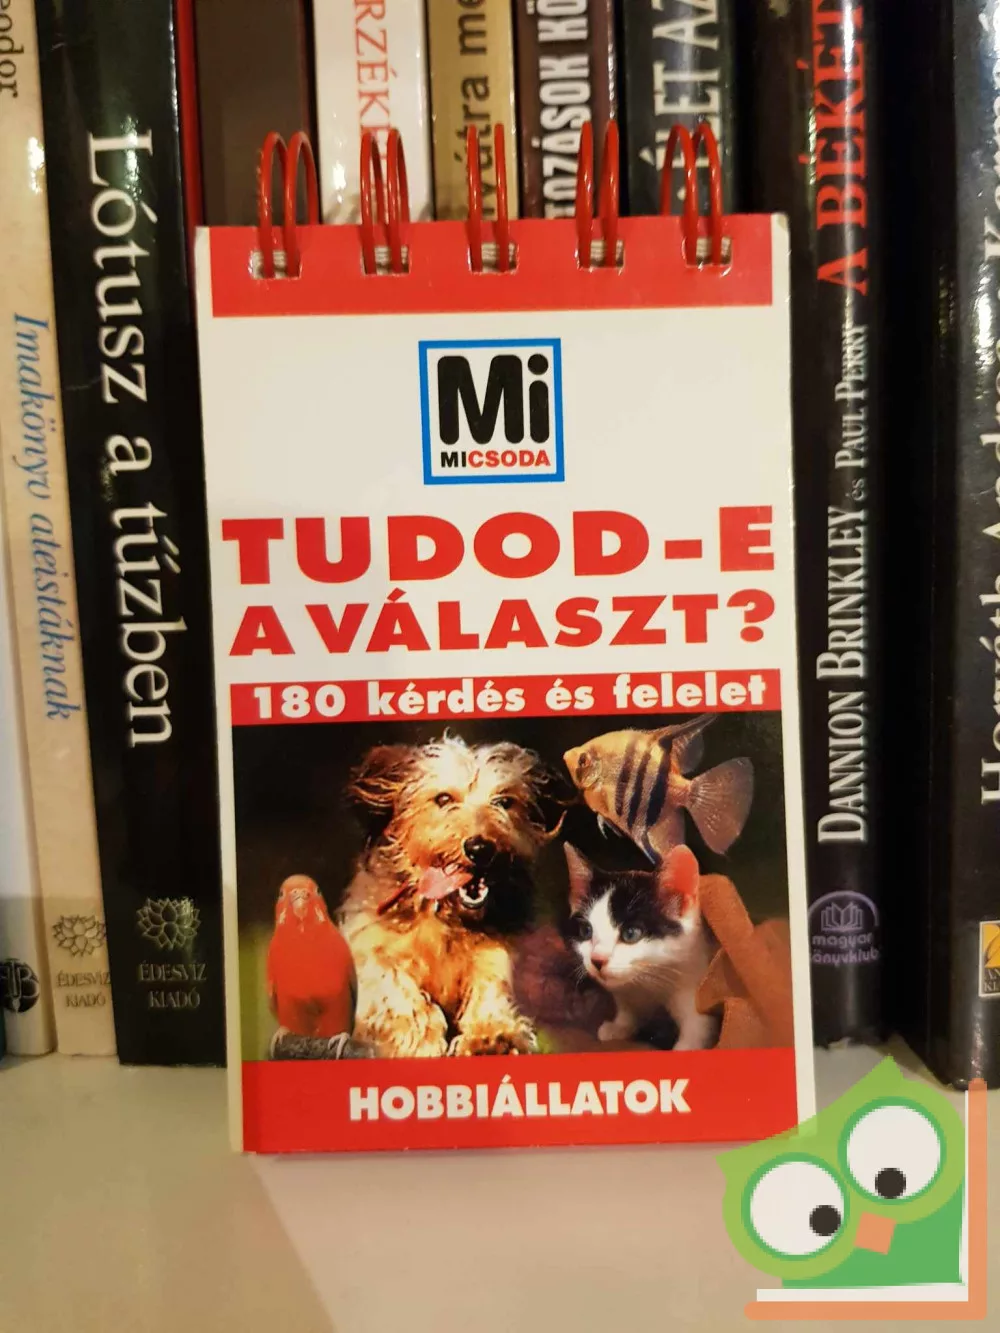 Lótusz a tűzben
ÉDESVÍZ
KIADÓ
Imakönyv ateistáknak
ÉDESVÍZ
KIADÓ
A BÉKÉT
DANNION BRINKLEY és PAUL PERRY
magyar
könyvklub
Mi
MICSODA
TUDOD-E
A VÁLASZT?
180 kérdés és felelet
HOBBIÁLLATOK